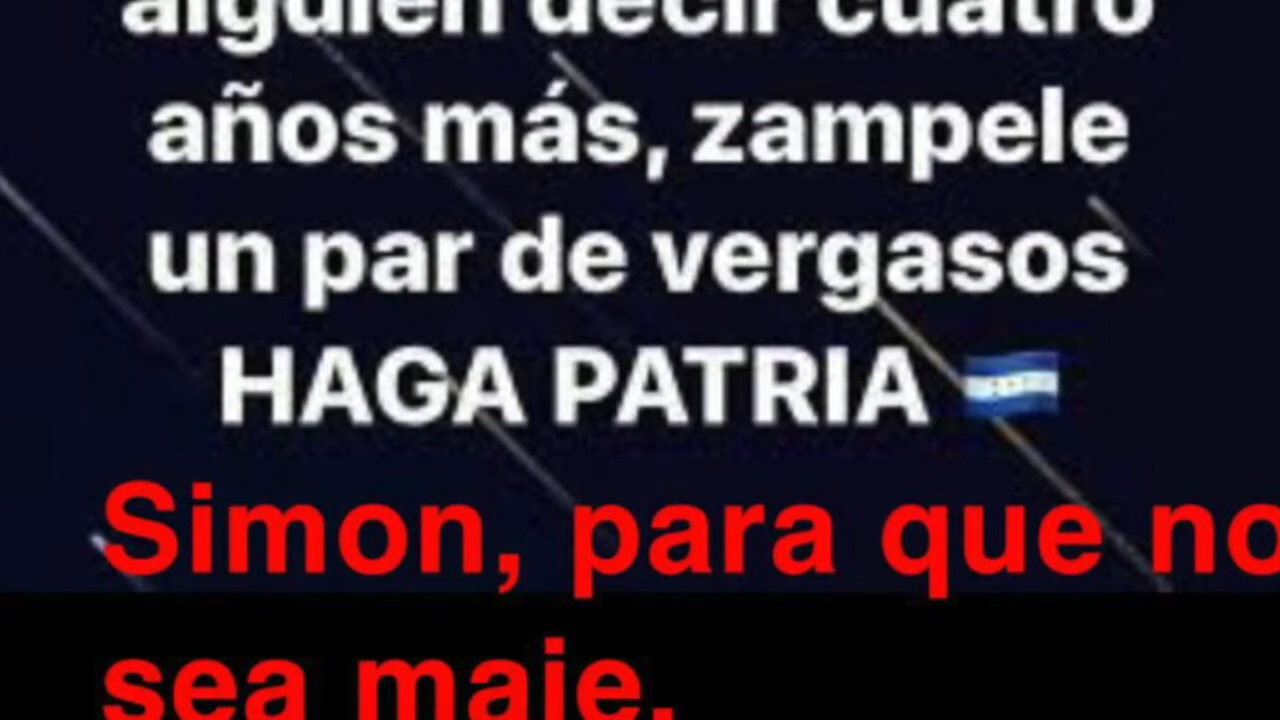 alguien decir cuatro
años más, zampele
un par de vergasos
HAGA PATRIA 🇭🇳
Simon, para que no
sea maje.